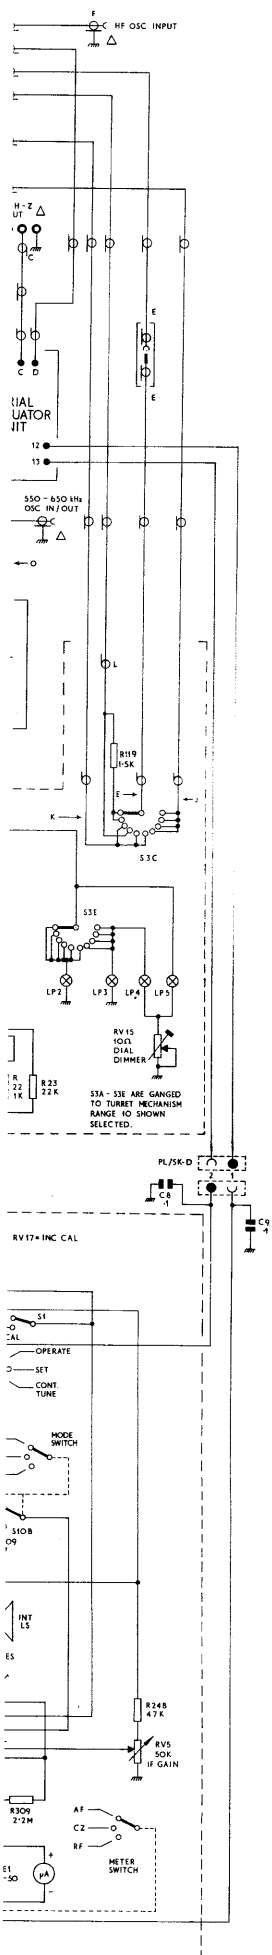 F
HF OSC INPUT
H-Z
UT
C
E
C D
E
RIAL
UATOR
NIT
12
13
550 - 650 kHz
OSC IN/OUT
O
L
R119
1·5K
E
J
K
S3C
S3E
LP2 LP3 LP4 LP5
RV15
10Ω
DIAL
DIMMER
R
22
1K
R23
22K
S3A - S3E ARE GANGED
TO TURRET MECHANISM
RANGE 10 SHOWN
SELECTED.
PL/SK-D
2 1
C8
·1
C9
·1
RV17= INC CAL
S1
CAL
OPERATE
SET
CONT.
TUNE
MODE
SWITCH
S10B
09
INT
LS
ES
R248
47K
RV5
50K
IF GAIN
R309
2·2M
AF
CZ
RF
METER
SWITCH
E1
-50
+
μA
-